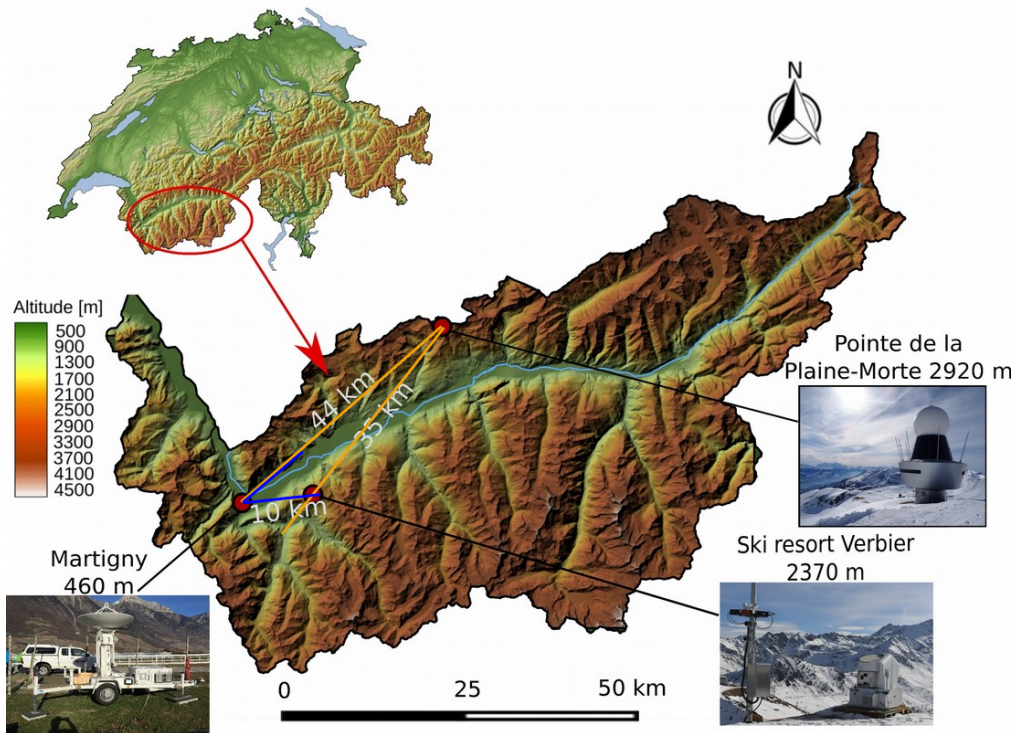 N
Altitude [m]
500
900
1300
1700
2100
2500
2900
3300
3700
4100
4500
44 km
35 km
10 km
Pointe de la
Plaine-Morte 2920 m
Martigny
460 m
Ski resort Verbier
2370 m
0 25 50 km